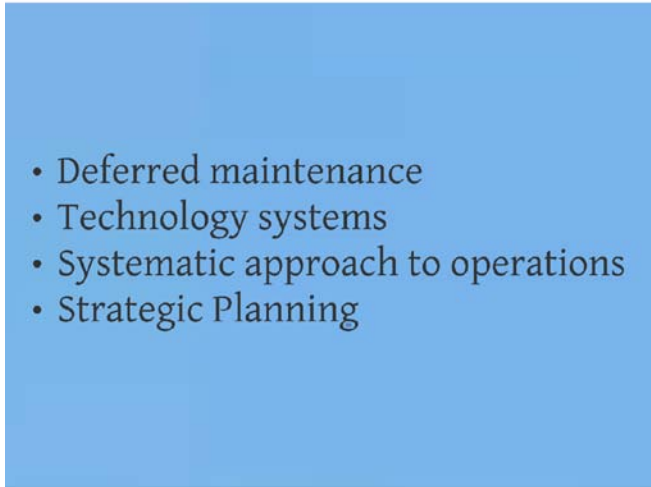 • Deferred maintenance
• Technology systems
• Systematic approach to operations
• Strategic Planning